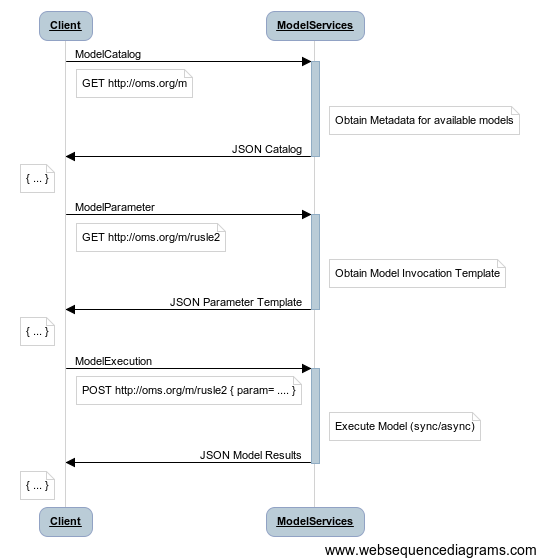 Client
ModelServices
ModelCatalog
GET http://oms.org/m
Obtain Metadata for available models
JSON Catalog
{ ... }
ModelParameter
GET http://oms.org/m/rusle2
Obtain Model Invocation Template
JSON Parameter Template
{ ... }
ModelExecution
POST http://oms.org/m/rusle2 { param= .... }
Execute Model (sync/async)
JSON Model Results
{ ... }
Client
ModelServices
www.websequencediagrams.com